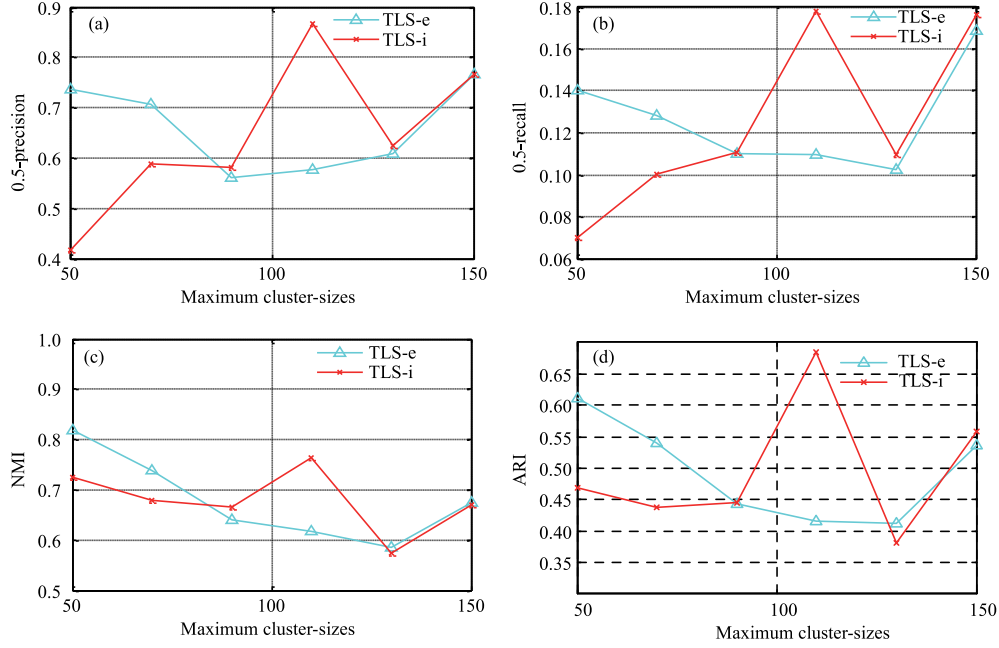 (a)
TLS-e
TLS-i
0.9
0.8
0.7
0.6
0.5
0.4
0.5-precision
50
100
150
Maximum cluster-sizes
(b)
TLS-e
TLS-i
0.18
0.16
0.14
0.12
0.10
0.08
0.06
0.5-recall
50
100
150
Maximum cluster-sizes
(c)
TLS-e
TLS-i
1.0
0.9
0.8
0.7
0.6
0.5
NMI
50
100
150
Maximum cluster-sizes
(d)
TLS-e
TLS-i
0.65
0.60
0.55
0.50
0.45
0.40
0.35
ARI
50
100
150
Maximum cluster-sizes